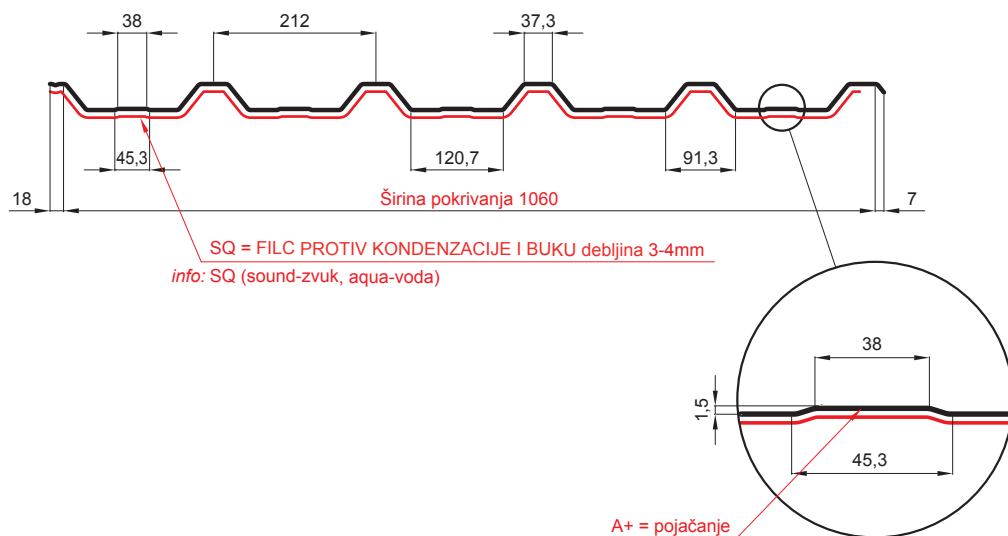 38
212
37,3
45,3
120,7
91,3
18
Širina pokrivanja 1060
7
SQ = FILC PROTIV KONDENZACIJE I BUKU debljina 3-4mm
info: SQ (sound-zvuk, aqua-voda)
38
1,5
45,3
A+ = pojačanje